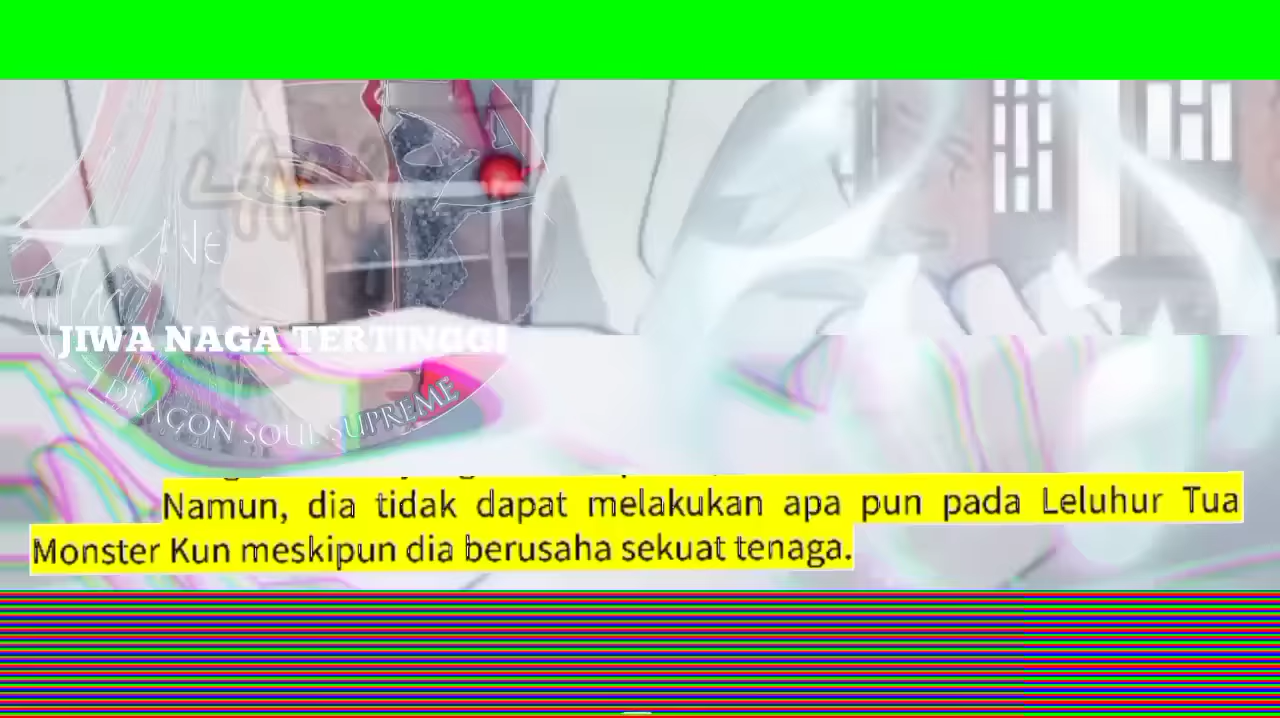 JIWA NAGA TERTINGGI
DRAGON SOUL SUPREME
Namun, dia tidak dapat melakukan apa pun pada Leluhur Tua
Monster Kun meskipun dia berusaha sekuat tenaga.